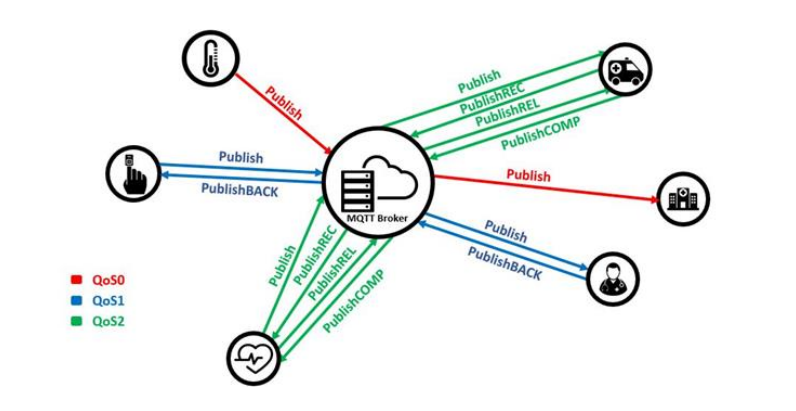 Publish
Publish
PublishREC
PublishREL
PublishCOMP
Publish
PublishBACK
Publish
MQTT Broker
Publish
PublishBACK
Publish
PublishREC
PublishREL
PublishCOMP
QoS0
QoS1
QoS2